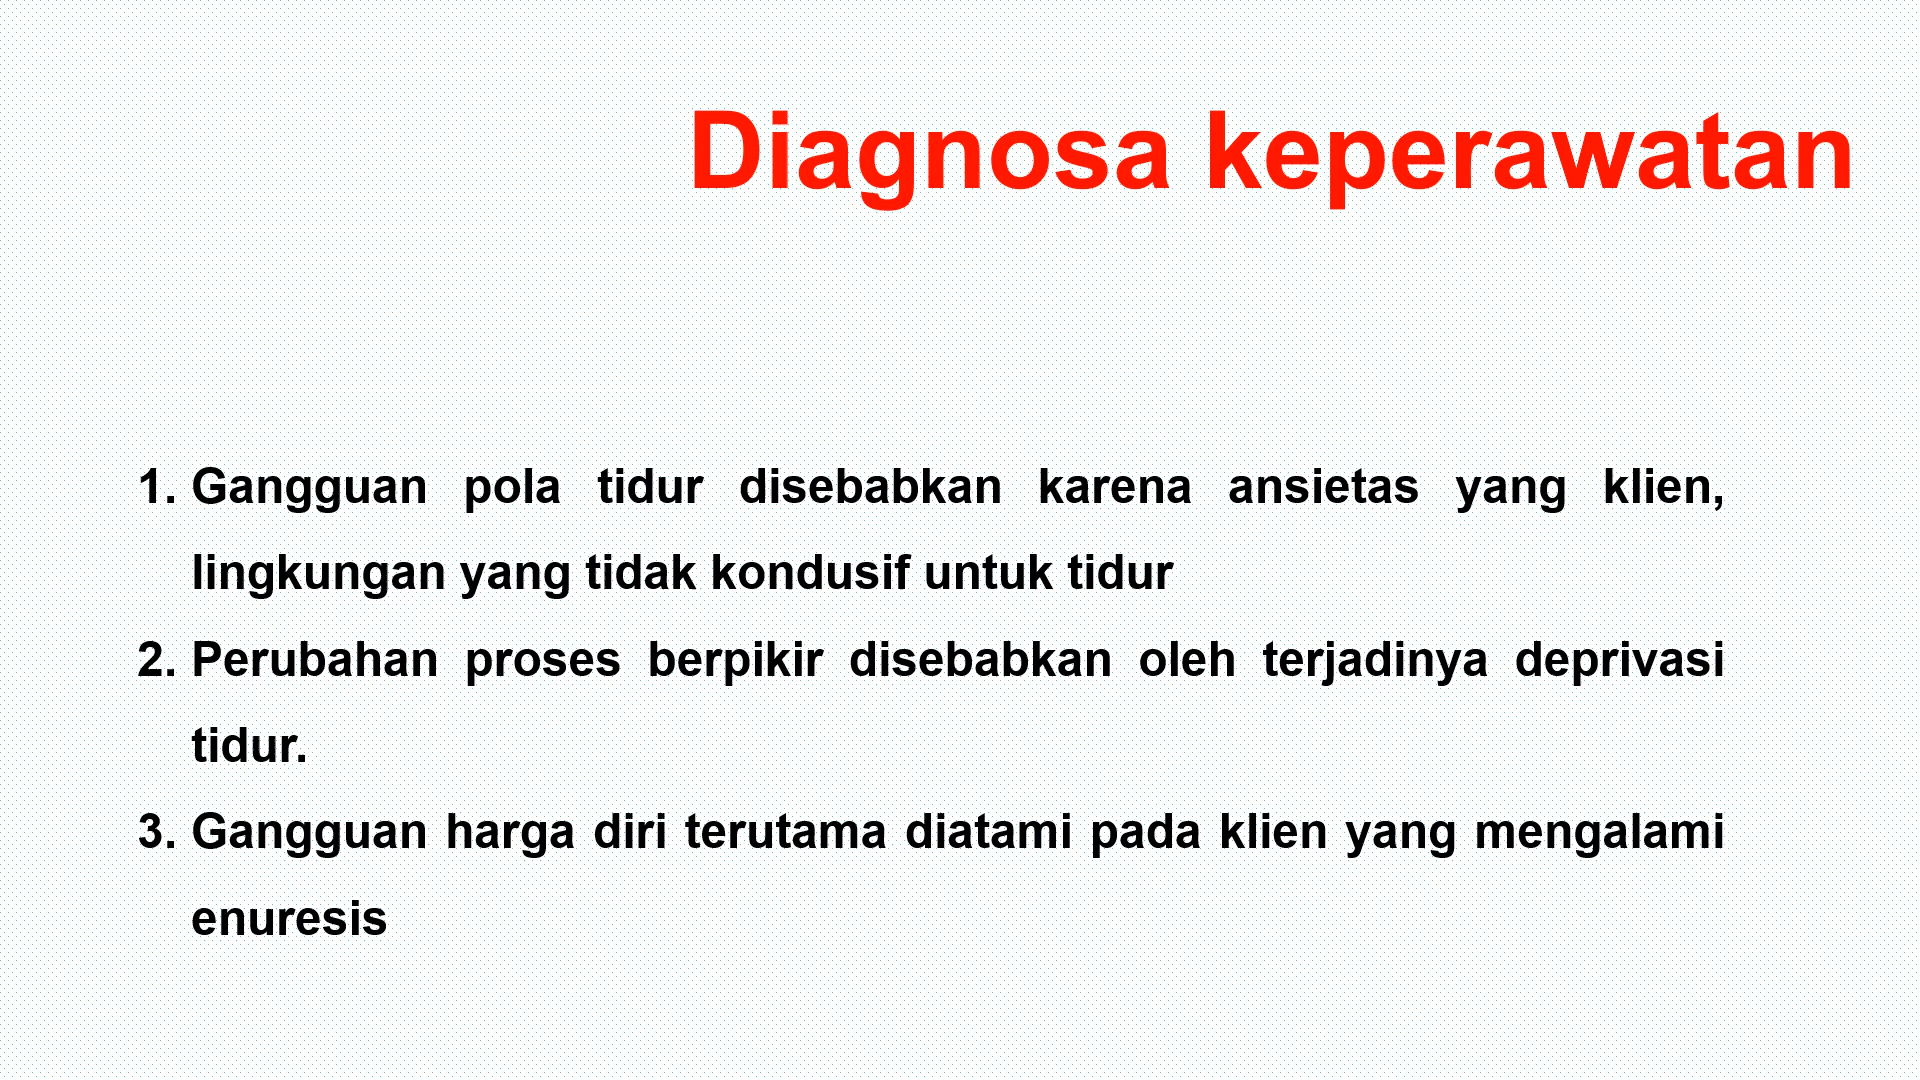 Diagnosa keperawatan
1. Gangguan pola tidur disebabkan karena ansietas yang klien,
lingkungan yang tidak kondusif untuk tidur
2. Perubahan proses berpikir disebabkan oleh terjadinya deprivasi
tidur.
3. Gangguan harga diri terutama diatami pada klien yang mengalami
enuresis